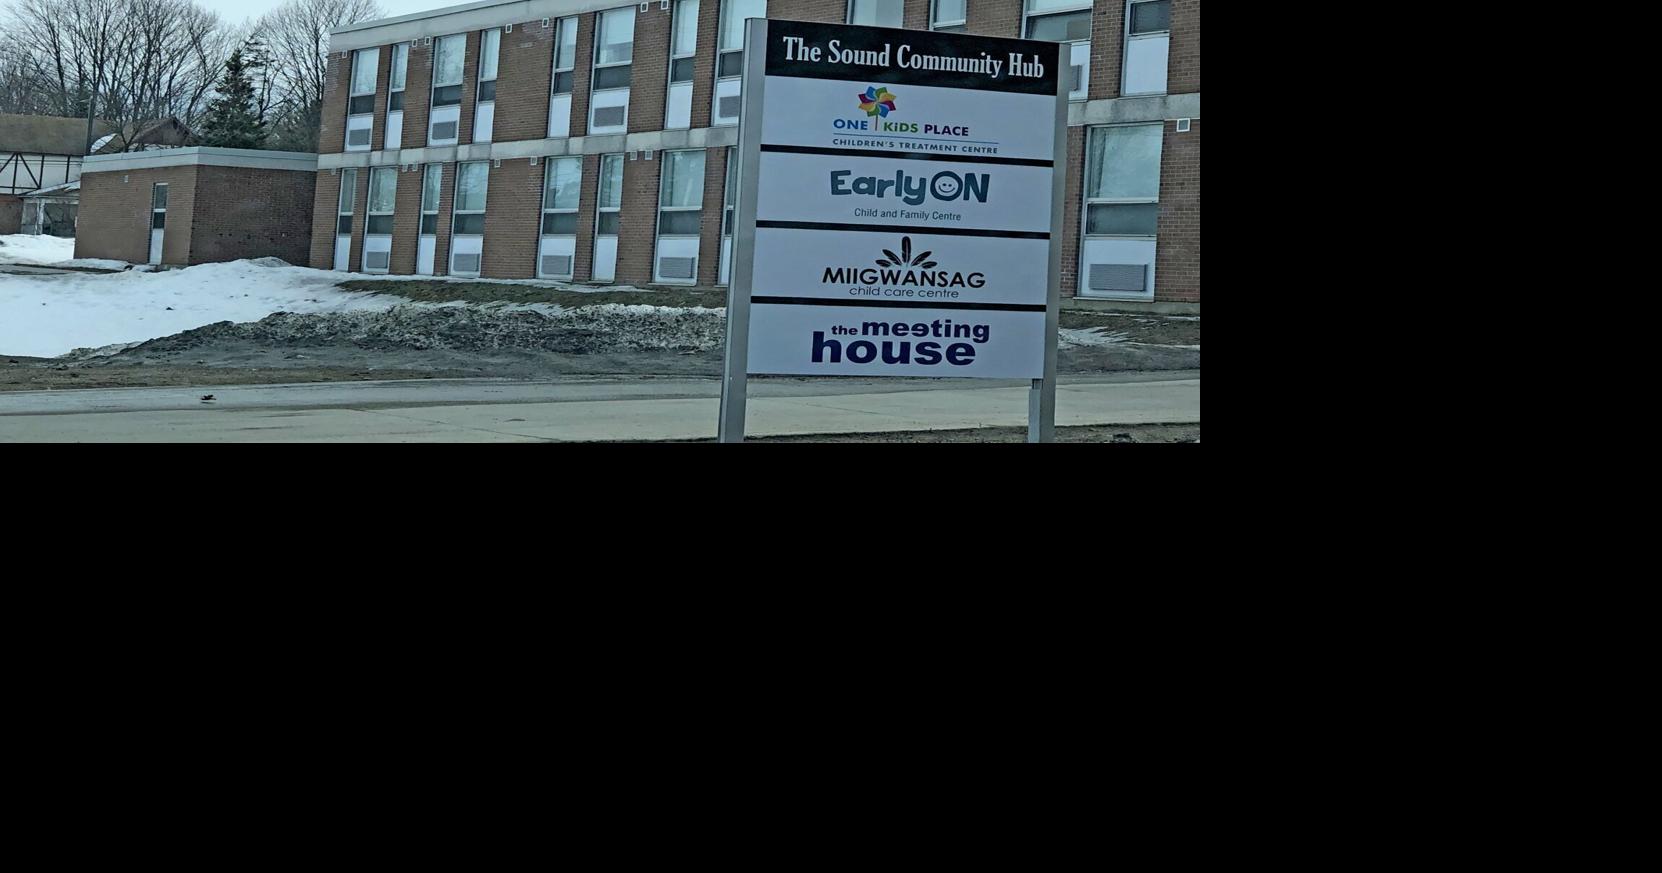 The Sound Community Hub
ONE KiDS PLACE
CHILDREN'S TREATMENT CENTRE
EarlyON
Child and Family Centre
MIIGWANSAG
child care centre
the meeting
house